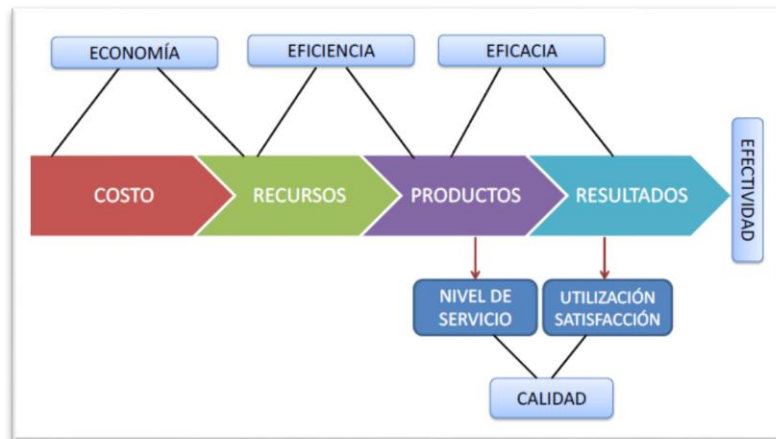 ECONOMÍA
EFICIENCIA
EFICACIA
COSTO
RECURSOS
PRODUCTOS
RESULTADOS
EFECTIVIDAD
NIVEL DE
SERVICIO
UTILIZACIÓN
SATISFACCIÓN
CALIDAD